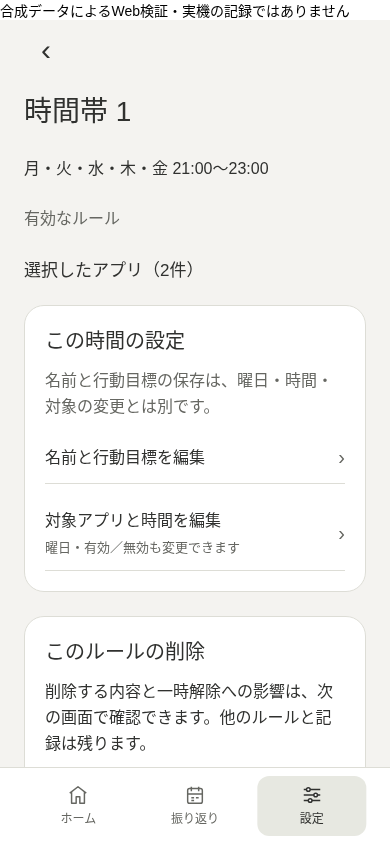 合成データによるWeb検証・実機の記録ではありません
‹
時間帯 1
月・火・水・木・金 21:00〜23:00
有効なルール
選択したアプリ（2件）
この時間の設定
名前と行動目標の保存は、曜日・時間・
対象の変更とは別です。
名前と行動目標を編集 ›
対象アプリと時間を編集 ›
曜日・有効／無効も変更できます
このルールの削除
削除する内容と一時解除への影響は、次
の画面で確認できます。他のルールと記
録は残ります。
ホーム 振り返り 設定